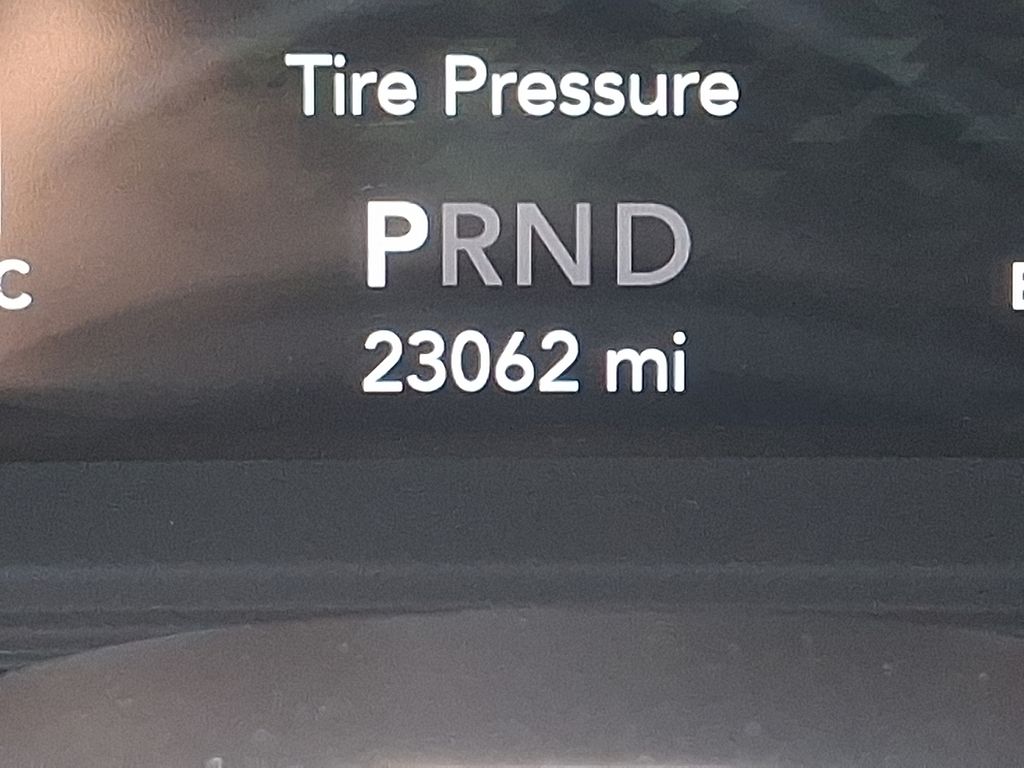 Tire Pressure
PRND
C
23062 mi